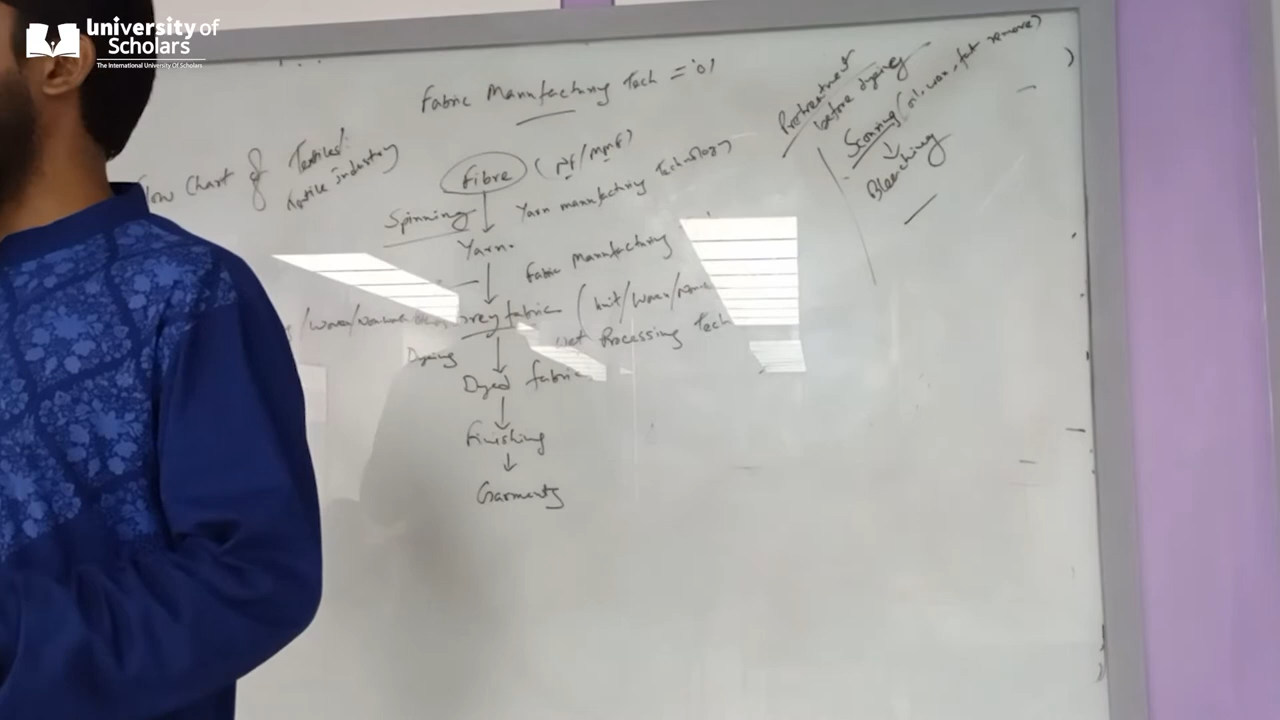 University of
Scholars
The International University Of Scholars
Fabric Manufacturing Tech = 01
Flow Chart of Textiles:
Textile industry
Fibre (NF/MMF)
Spinning
Yarn manufacturing Technology
Yarn.
Fabric Manufacturing
Grey fabric (knit/woven/
/woven/
Dyeing
Wet Processing Tech
Dyed fabric
Finishing
Garments
Pretreatment
before dyeing
Scouring (oil, wax, fat remove)
Bleaching